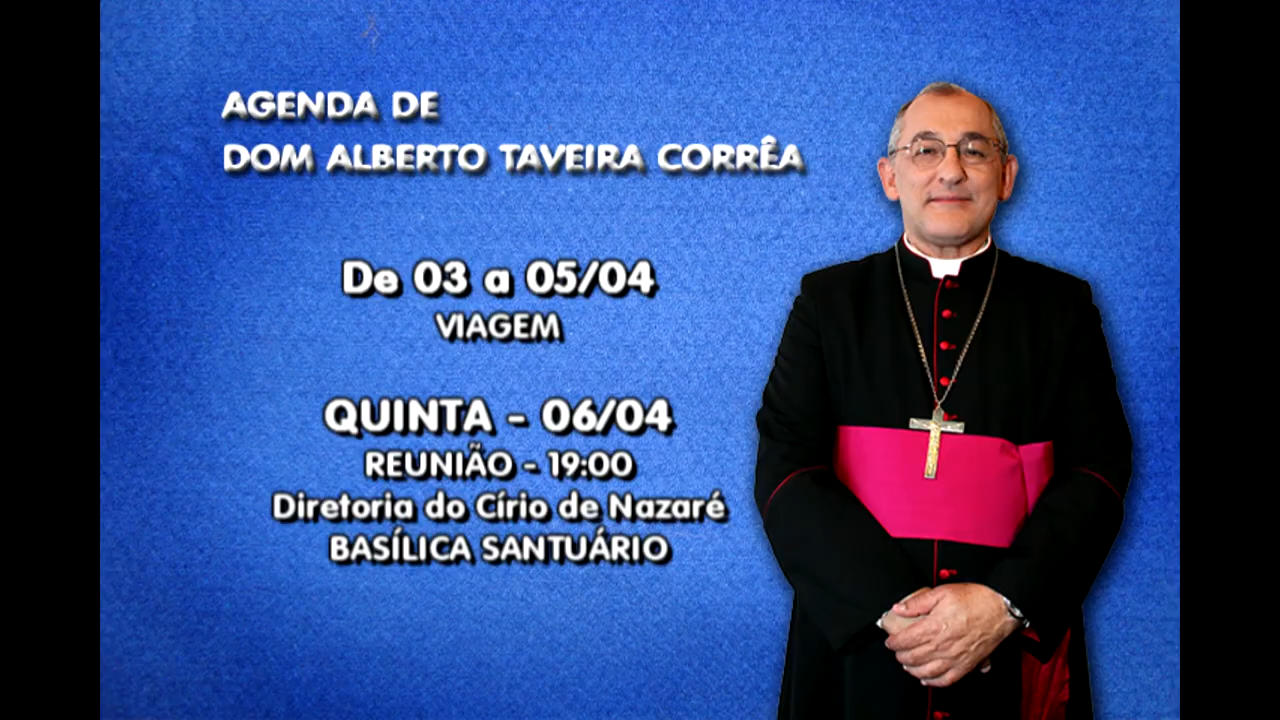 AGENDA DE
DOM ALBERTO TAVEIRA CORRÊA
De 03 a 05/04
VIAGEM
QUINTA - 06/04
REUNIÃO - 19:00
Diretoria do Círio de Nazaré
BASÍLICA SANTUÁRIO